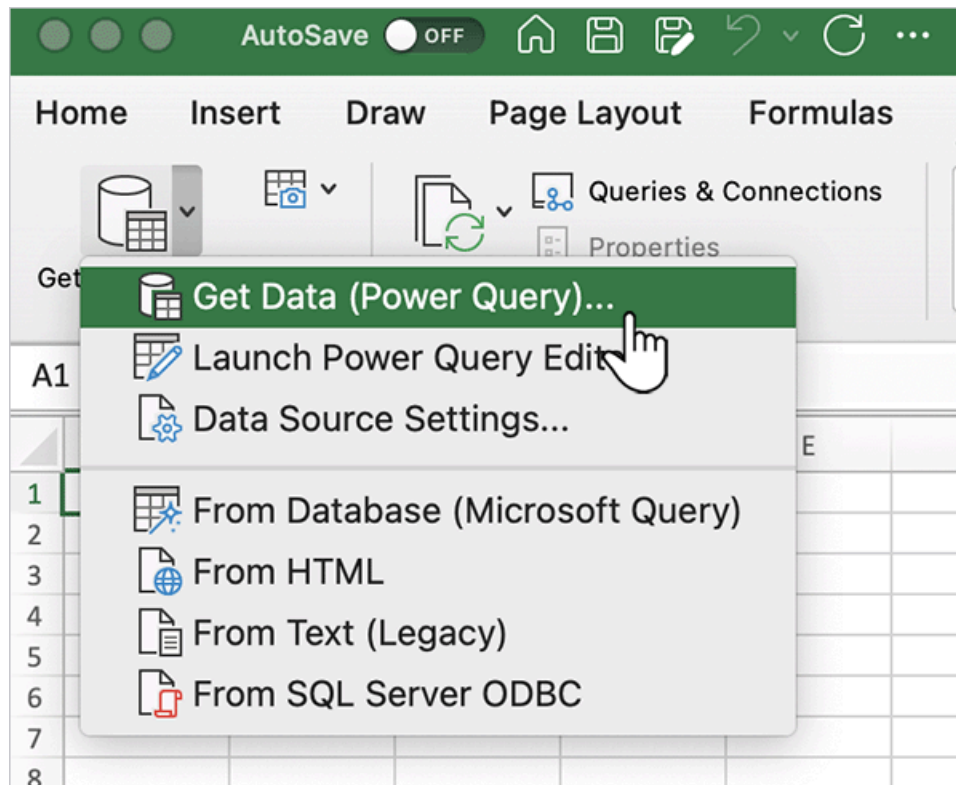 AutoSave OFF
Home Insert Draw Page Layout Formulas
Queries & Connections
Properties
Get
Get Data (Power Query)...
Launch Power Query Edit
Data Source Settings...
A1
E
From Database (Microsoft Query)
From HTML
From Text (Legacy)
From SQL Server ODBC
1
2
3
4
5
6
7
8